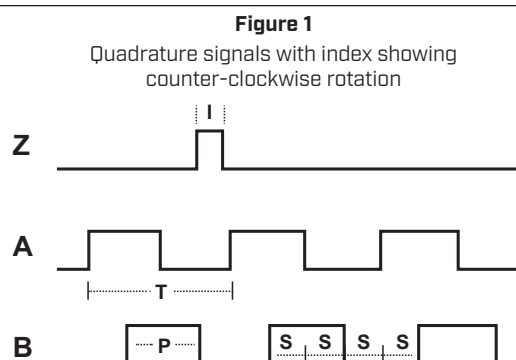 Figure 1
Quadrature signals with index showing
counter-clockwise rotation
I
Z
A
T
B
P
S S S S